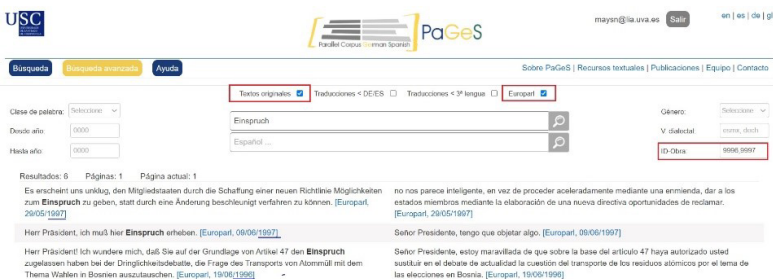 USC
PaGeS
Parallel Corpus German Spanish
maysn@lia.uva.es Salir
en | es | de | gl
Búsqueda Búsqueda avanzada Ayuda
Sobre PaGeS | Recursos textuales | Publicaciones | Equipo | Contacto
Textos originales Traducciones < DE/ES Traducciones < 3ª lengua Europarl
Clase de palabra: Seleccione
Desde año: 0000
Hasta año: 0000
Einspruch
Español ...
Género: Seleccione
V. dialectal:
ID-Obra: 9996,9997
Resultados: 6 Páginas: 1 Página actual: 1
Es erscheint uns unklug, den Mitgliedstaaten durch die Schaffung einer neuen Richtlinie Möglichkeiten
zum Einspruch zu geben, statt durch eine Änderung beschleunigt verfahren zu können. [Europarl,
29/05/1997]
no nos parece inteligente, en vez de proceder aceleradamente mediante una enmienda, dar a los
estados miembros mediante la elaboración de una nueva directiva oportunidades de reclamar.
[Europarl, 29/05/1997]
Herr Präsident, ich muß hier Einspruch erheben. [Europarl, 09/06/1997]
Señor Presidente, tengo que objetar algo. [Europarl, 09/06/1997]
Herr Präsident! Ich wundere mich, daß Sie auf der Grundlage von Artikel 47 den Einspruch
zugelassen haben bei der Dringlichkeitsdebatte, die Frage des Transports von Atommüll mit dem
Thema Wahlen in Bosnien auszutauschen. [Europarl, 19/06/1996]
Señor Presidente, estoy maravillada de que sobre la base del artículo 47 haya autorizado usted
sustituir en el debate de actualidad la cuestión del transporte de los residuos atómicos por el tema de
las elecciones en Bosnia. [Europarl, 19/06/1996]